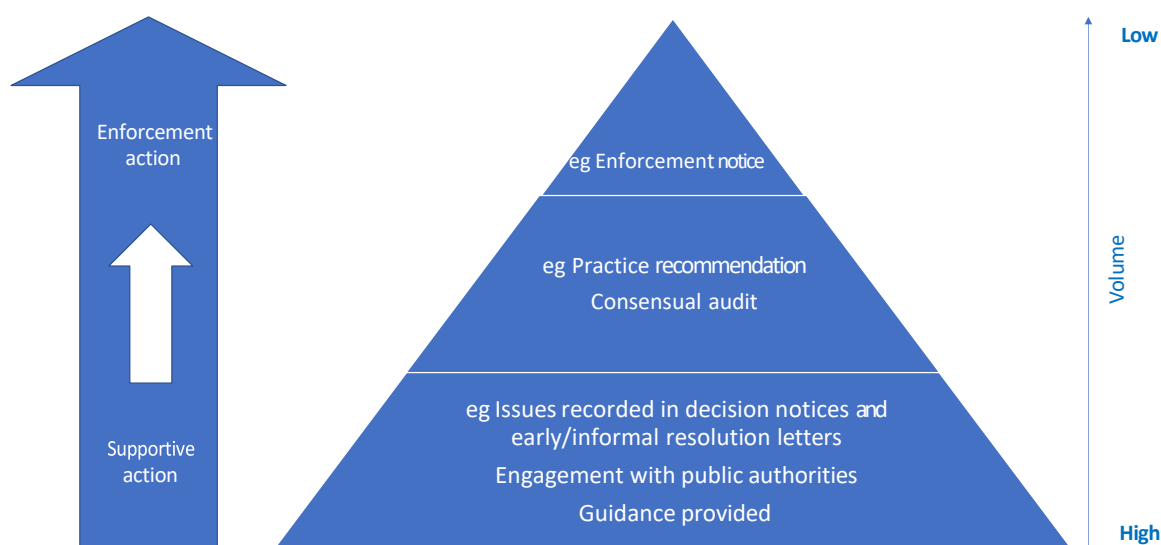 Enforcement
action
Supportive
action
eg Enforcement notice
eg Practice recommendation
Consensual audit
eg Issues recorded in decision notices and
early/informal resolution letters
Engagement with public authorities
Guidance provided
Low
Volume
High